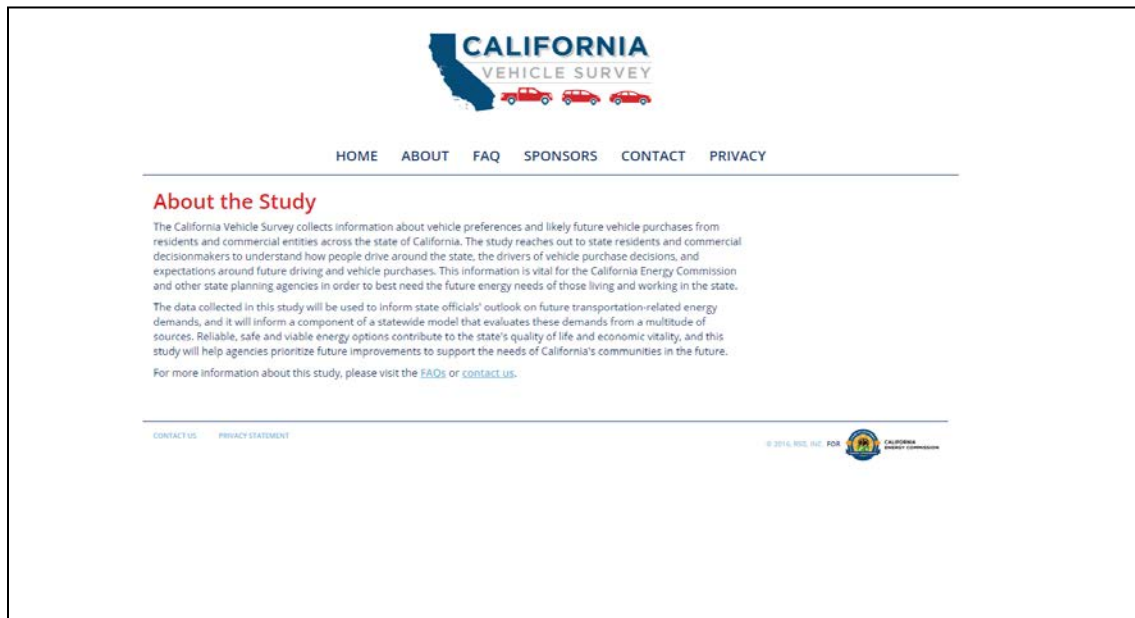 CALIFORNIA
VEHICLE SURVEY
HOME ABOUT FAQ SPONSORS CONTACT PRIVACY
About the Study
The California Vehicle Survey collects information about vehicle preferences and likely future vehicle purchases from
residents and commercial entities across the state of California. The study reaches out to state residents and commercial
decisionmakers to understand how people drive around the state, the drivers of vehicle purchase decisions, and
expectations around future driving and vehicle purchases. This information is vital for the California Energy Commission
and other state planning agencies in order to best need the future energy needs of those living and working in the state.
The data collected in this study will be used to inform state officials' outlook on future transportation-related energy
demands, and it will inform a component of a statewide model that evaluates these demands from a multitude of
sources. Reliable, safe and viable energy options contribute to the state's quality of life and economic vitality, and this
study will help agencies prioritize future improvements to support the needs of California's communities in the future.
For more information about this study, please visit the FAQs or contact us.
CONTACT US PRIVACY STATEMENT
© 2016, RSG, INC. FOR
CALIFORNIA
ENERGY COMMISSION